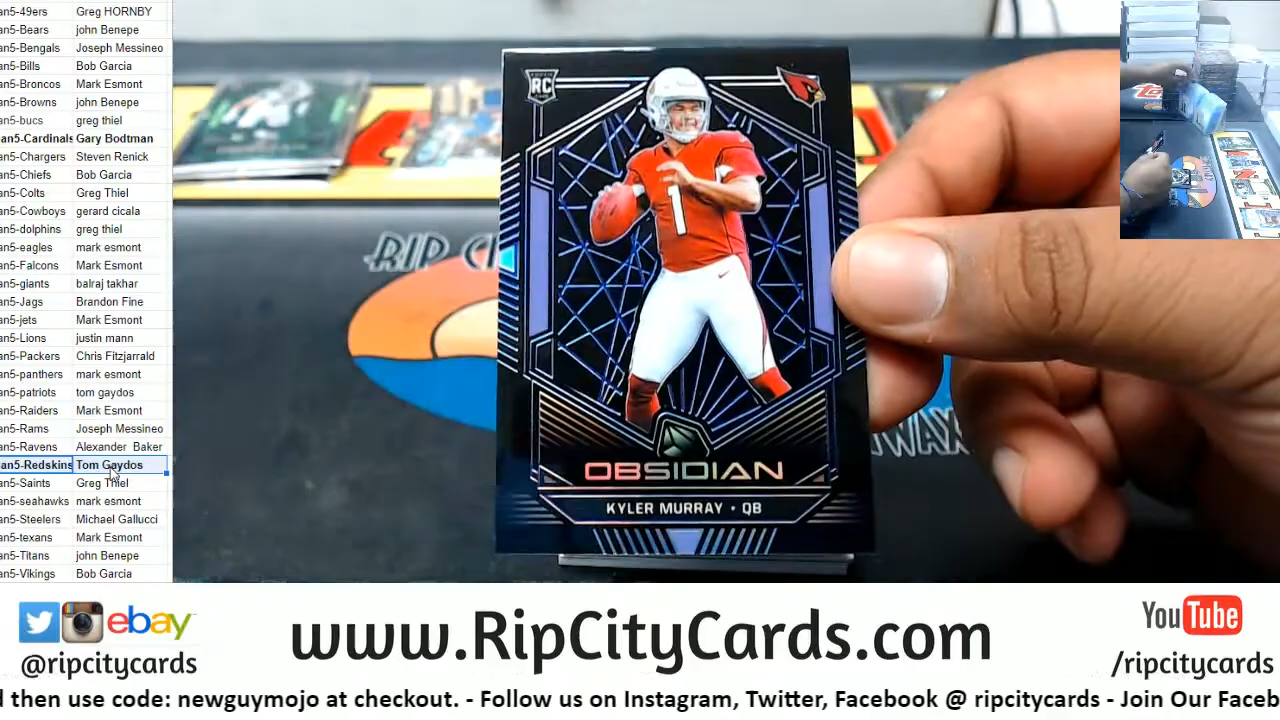 an5-49ers Greg HORNBY
an5-Bears john Benepe
an5-Bengals Joseph Messineo
an5-Bills Bob Garcia
an5-Broncos Mark Esmont
an5-Browns john Benepe
an5-bucs greg thiel
an5-Cardinals Gary Bodtman
an5-Chargers Steven Renick
an5-Chiefs Bob Garcia
an5-Colts Greg Thiel
an5-Cowboys gerard cicala
an5-dolphins greg thiel
an5-eagles mark esmont
an5-Falcons Mark Esmont
an5-giants balraj takhar
an5-Jags Brandon Fine
an5-jets Mark Esmont
an5-Lions justin mann
an5-Packers Chris Fitzjarrald
an5-panthers mark esmont
an5-patriots tom gaydos
an5-Raiders Mark Esmont
an5-Rams Joseph Messineo
an5-Ravens Alexander Baker
an5-Redskins Tom Gaydos
an5-Saints Greg Thiel
an5-seahawks mark esmont
an5-Steelers Michael Gallucci
an5-texans Mark Esmont
an5-Titans john Benepe
an5-Vikings Bob Garcia
RC
1
OBSIDIAN
KYLER MURRAY • QB
RIP CI
AWAX
ebay
@ripcitycards
www.RipCityCards.com
YouTube
/ripcitycards
d then use code: newguymojo at checkout. - Follow us on Instagram, Twitter, Facebook @ ripcitycards - Join Our Faceb